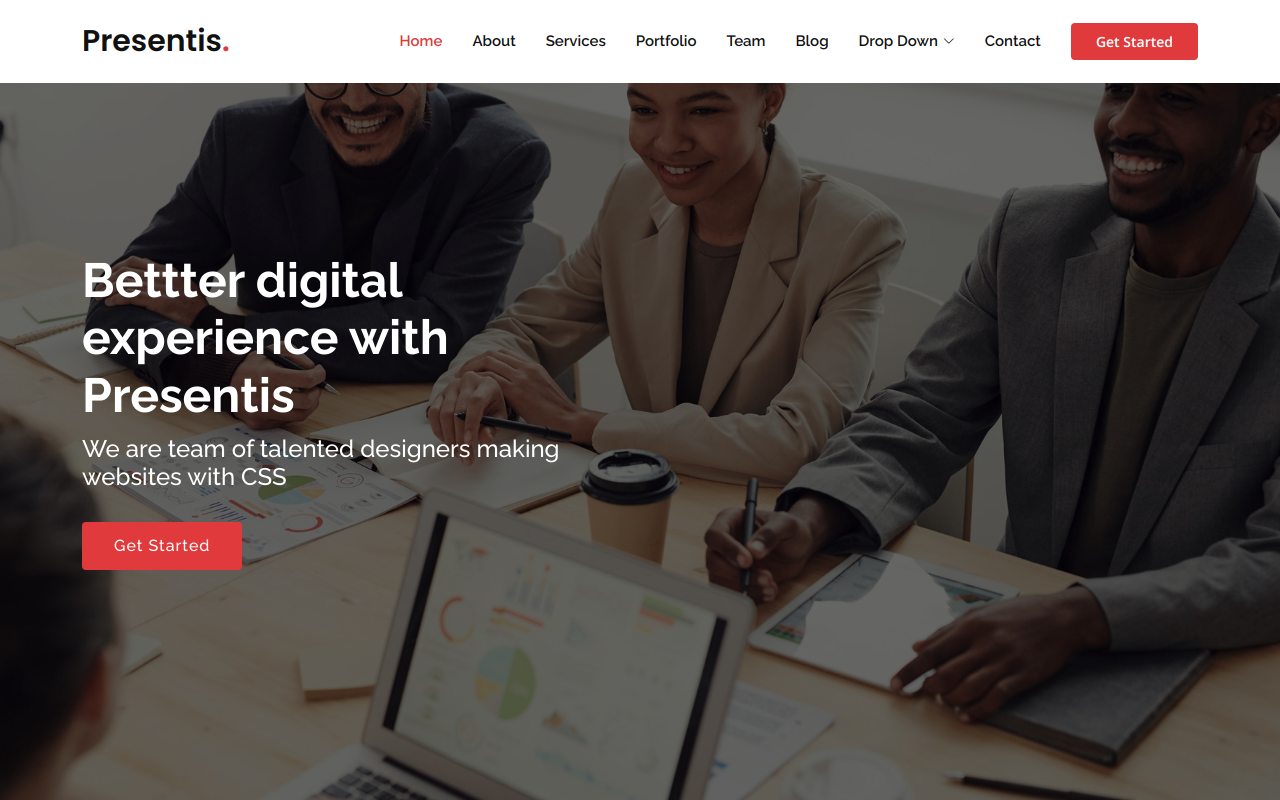 Presentis.
Home About Services Portfolio Team Blog Drop Down Contact Get Started
Bettter digital
experience with
Presentis
We are team of talented designers making
websites with CSS
Get Started